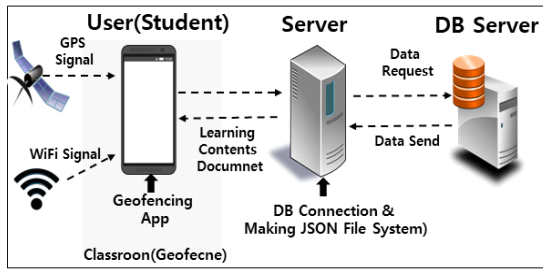 User(Student)
Server
DB Server
GPS
Signal
Data
Request
Learning
Contents
Documnet
Data Send
WiFi Signal
Geofencing
App
DB Connection &
Making JSON File System)
Classroon(Geofecne)